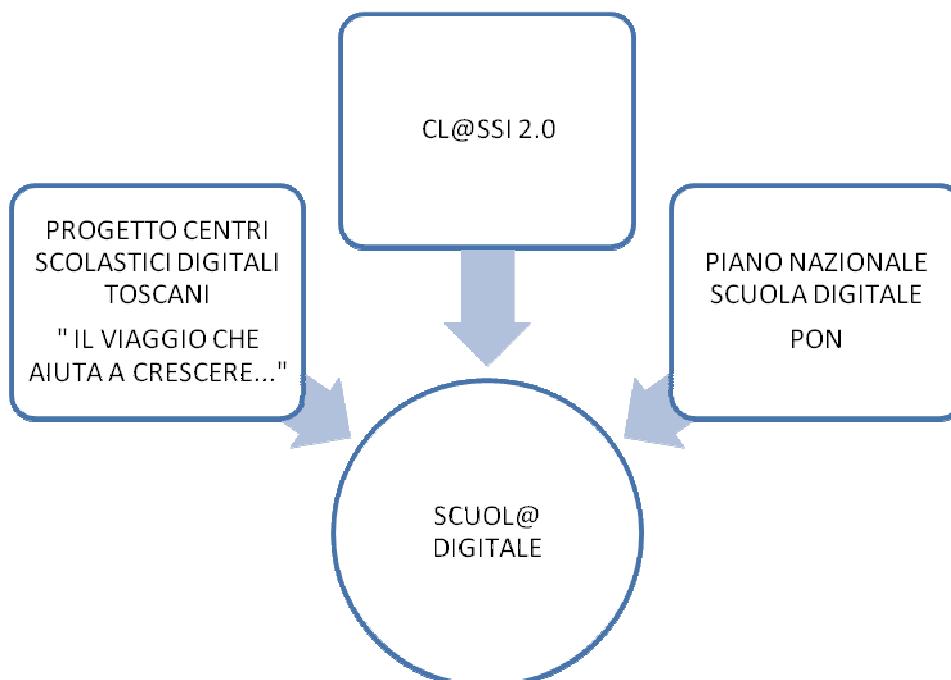 CL@SSI 2.0
PROGETTO CENTRI
SCOLASTICI DIGITALI
TOSCANI
" IL VIAGGIO CHE
AIUTA A CRESCERE..."
PIANO NAZIONALE
SCUOLA DIGITALE
PON
SCUOL@
DIGITALE